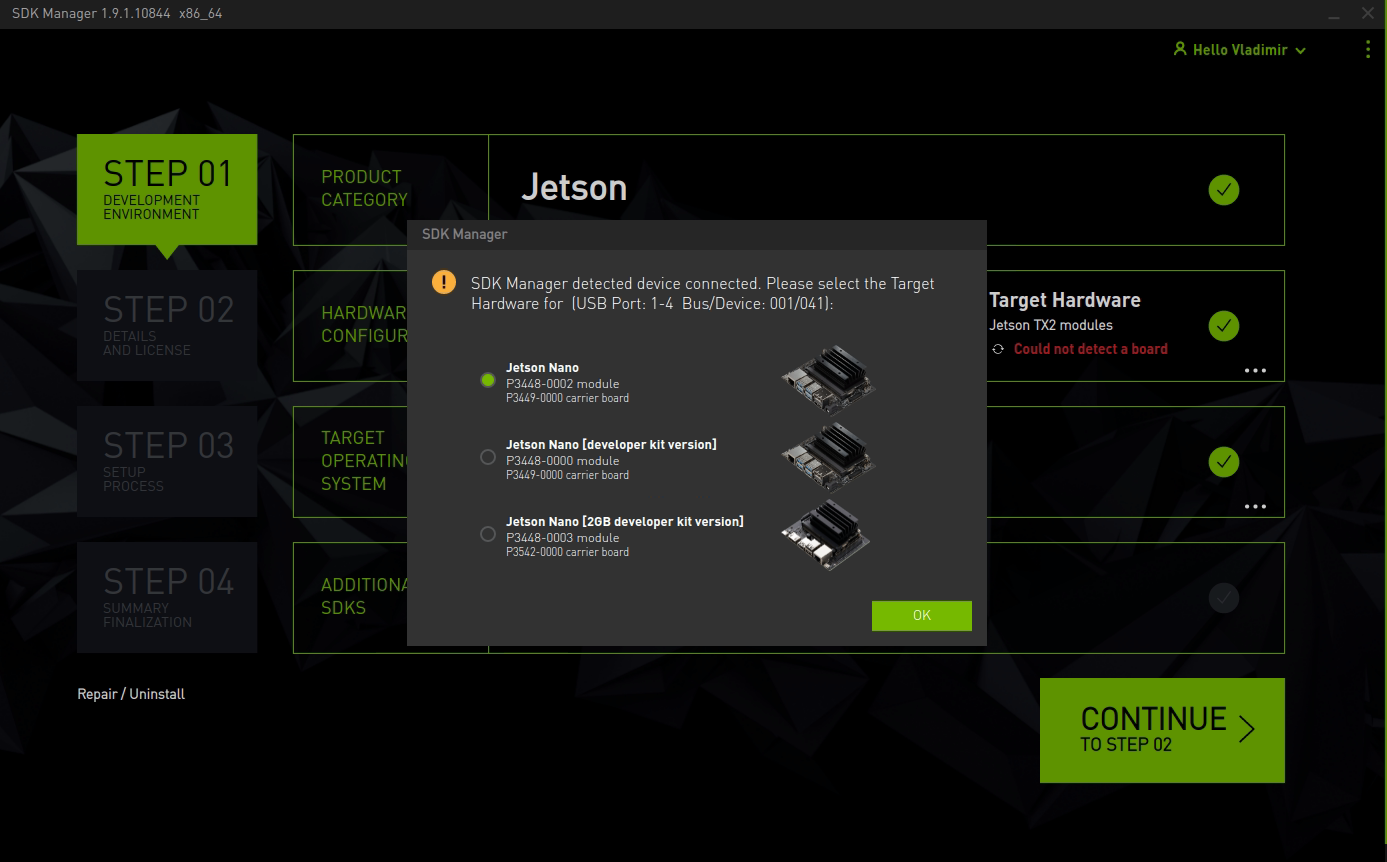 SDK Manager 1.9.1.10844 x86_64
Hello Vladimir
STEP 01
DEVELOPMENT
ENVIRONMENT
PRODUCT
CATEGORY
Jetson
SDK Manager
SDK Manager detected device connected. Please select the Target
Hardware for (USB Port: 1-4 Bus/Device: 001/041):
Jetson Nano
P3448-0002 module
P3449-0000 carrier board
Jetson Nano [developer kit version]
P3448-0000 module
P3449-0000 carrier board
Jetson Nano [2GB developer kit version]
P3448-0003 module
P3542-0000 carrier board
OK
STEP 02
DETAILS
AND LICENSE
HARDWAR
CONFIGUR
Target Hardware
Jetson TX2 modules
Could not detect a board
STEP 03
SETUP
PROCESS
TARGET
OPERATIN
SYSTEM
STEP 04
SUMMARY
FINALIZATION
ADDITIONA
SDKS
Repair / Uninstall
CONTINUE
TO STEP 02